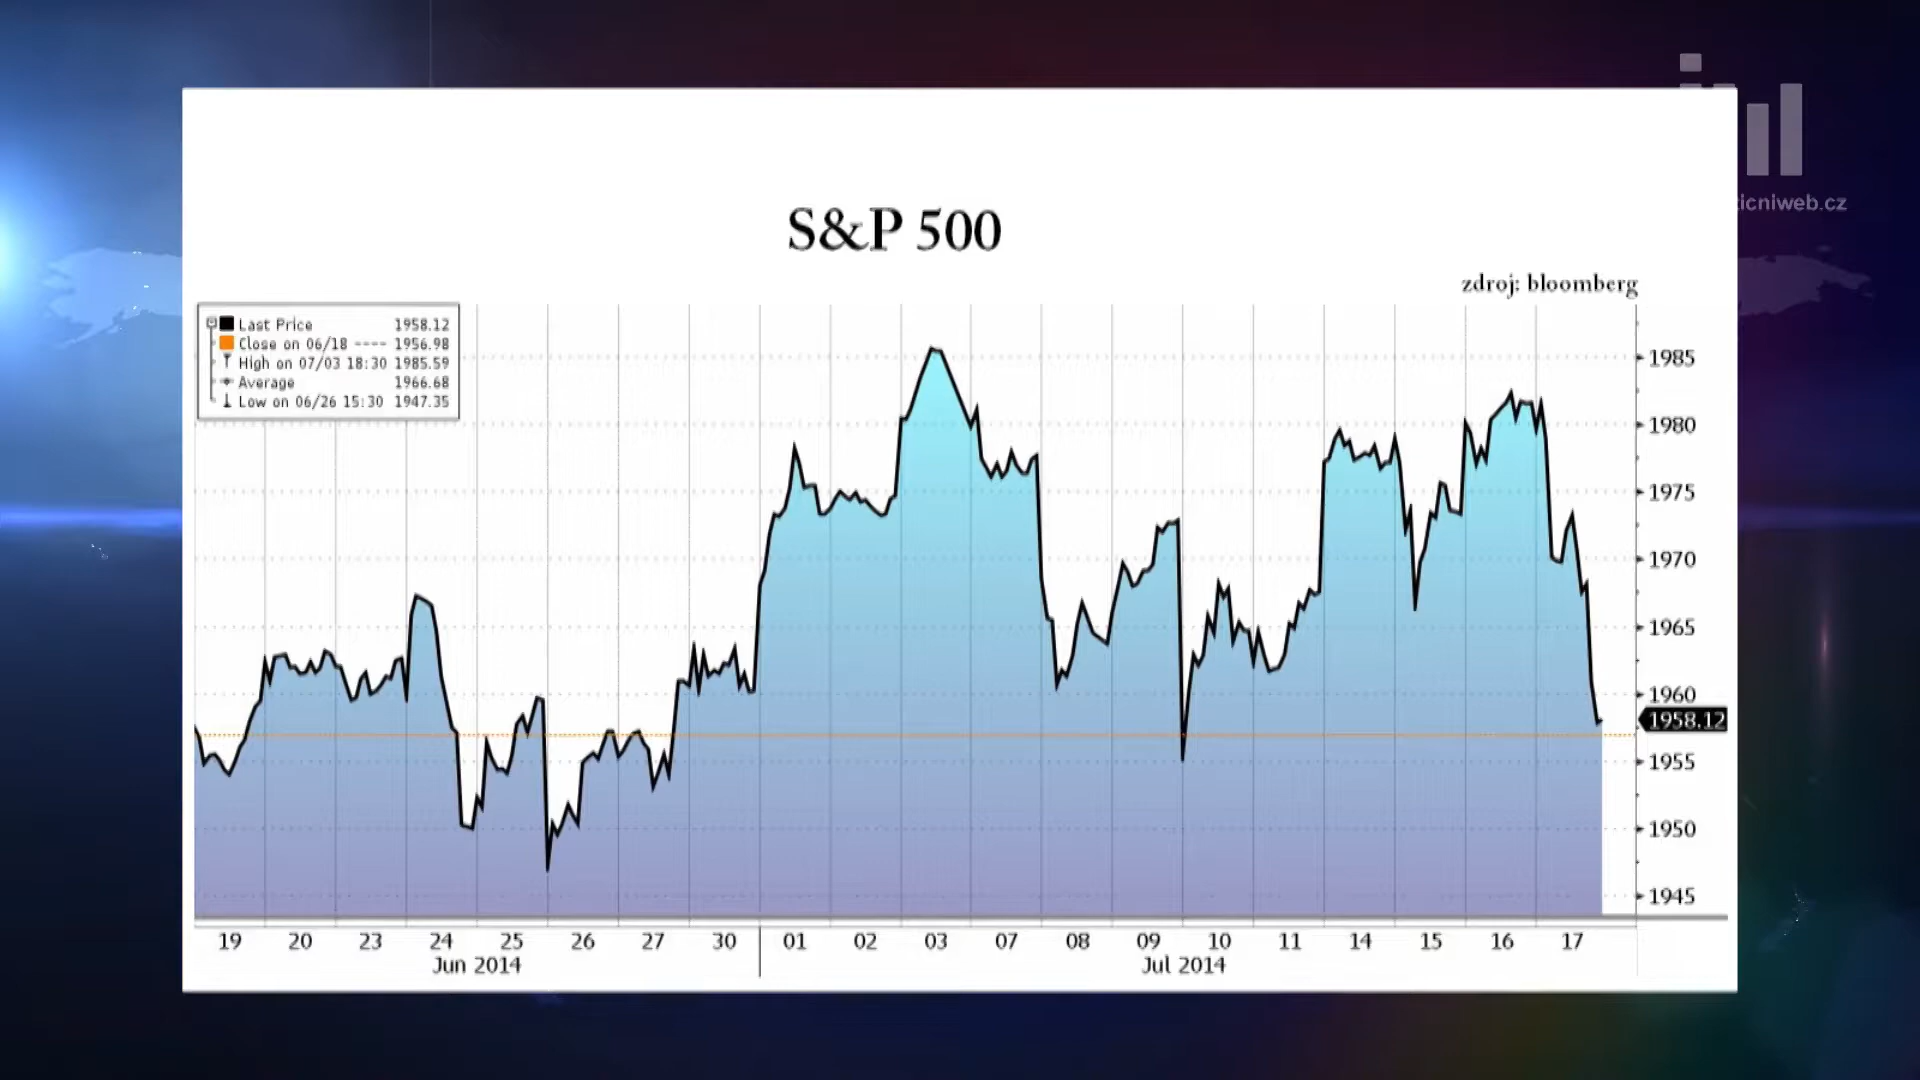 icniweb.cz
S&P 500
zdroj: bloomberg
Last Price 1958.12
Close on 06/18 ---- 1956.98
High on 07/03 18:30 1985.59
Average 1966.68
Low on 06/26 15:30 1947.35
1985
1980
1975
1970
1965
1960
1958.12
1955
1950
1945
19 20 23 24 25 26 27 30 01 02 03 07 08 09 10 11 14 15 16 17
Jun 2014 Jul 2014